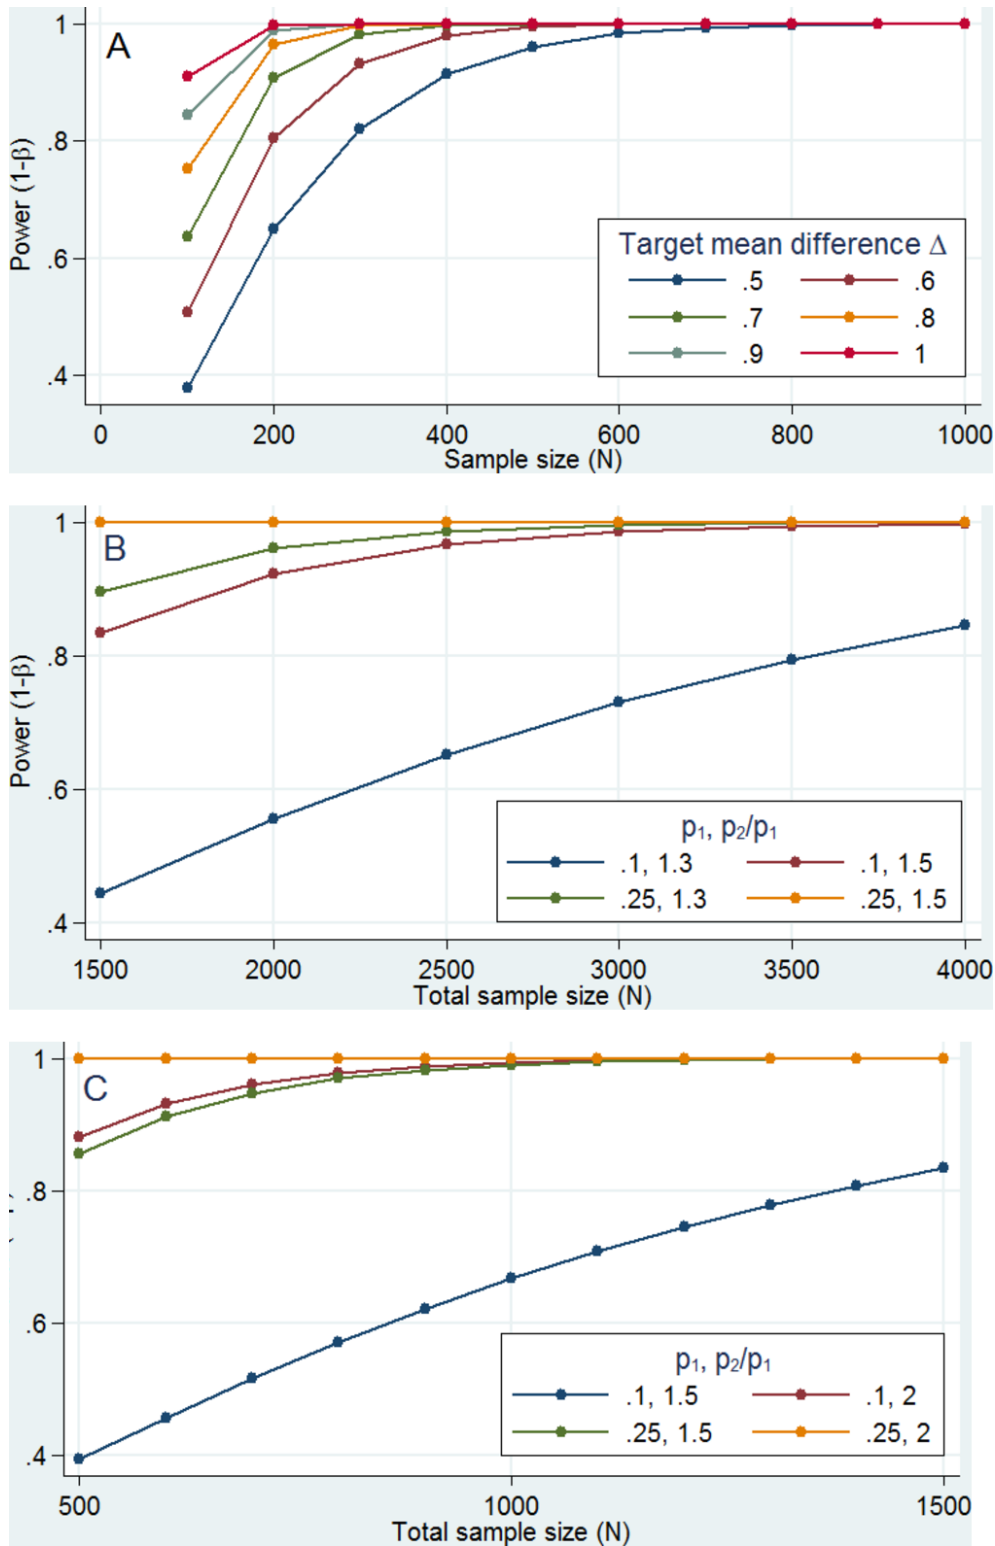 A
Power (1-β)
1
.8
.6
.4
Target mean difference Δ
.5 .6
.7 .8
.9 1
0 200 400 600 800 1000
Sample size (N)
B
Power (1-β)
1
.8
.6
.4
p₁, p₂/p₁
.1, 1.3 .1, 1.5
.25, 1.3 .25, 1.5
1500 2000 2500 3000 3500 4000
Total sample size (N)
C
1
.8
.6
.4
p₁, p₂/p₁
.1, 1.5 .1, 2
.25, 1.5 .25, 2
500 1000 1500
Total sample size (N)